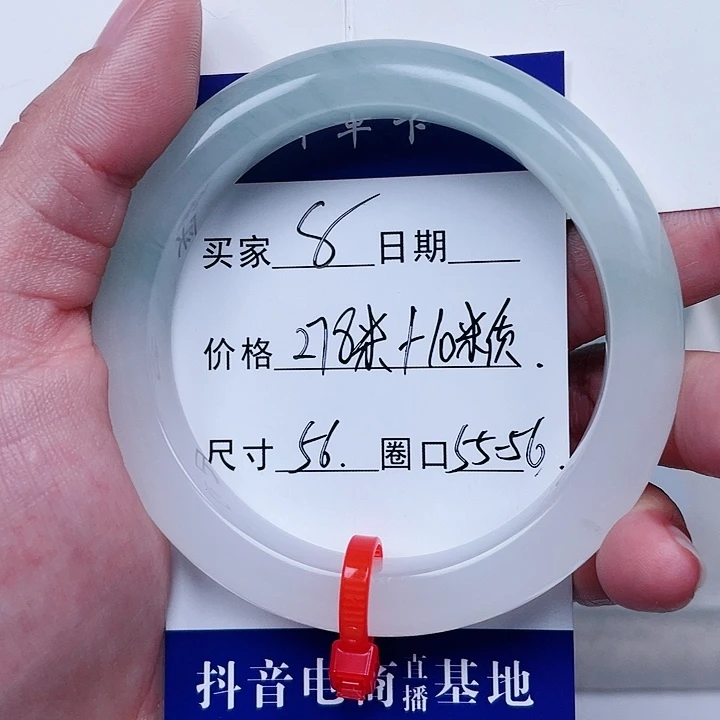 买家 8 日期
价格 278米+10米质.
尺寸 56. 圈口 55-56.
抖音电商直播基地